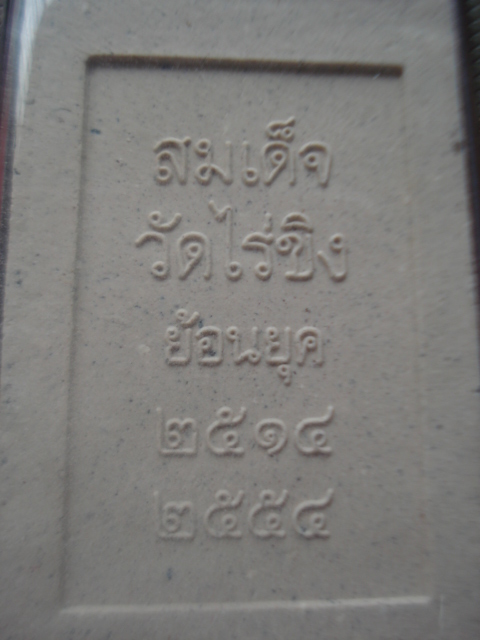 สมเด็จ
วัดไร่ขิง
ย้อนยุค
๒๕๑๔
๒๕๕๔